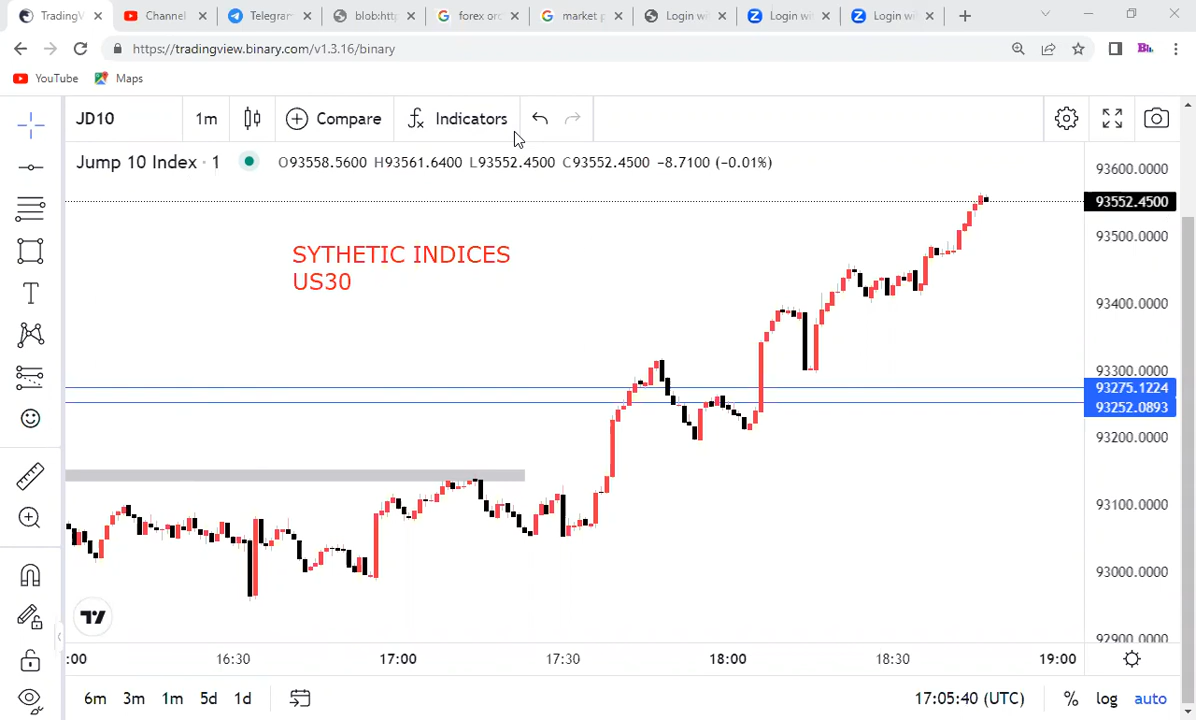 TradingV
Channel
Telegram
blob:htt
forex ord
market p
Login wi
Login wi
Login wi
https://tradingview.binary.com/v1.3.16/binary
YouTube
Maps
JD10
1m
Compare
Indicators
Jump 10 Index · 1
O93558.5600 H93561.6400 L93552.4500 C93552.4500 -8.7100 (-0.01%)
SYTHETIC INDICES
US30
93600.0000
93552.4500
93500.0000
93400.0000
93300.0000
93275.1224
93252.0893
93200.0000
93100.0000
93000.0000
92900.0000
:00
16:30
17:00
17:30
18:00
18:30
19:00
6m
3m
1m
5d
1d
17:05:40 (UTC)
%
log
auto